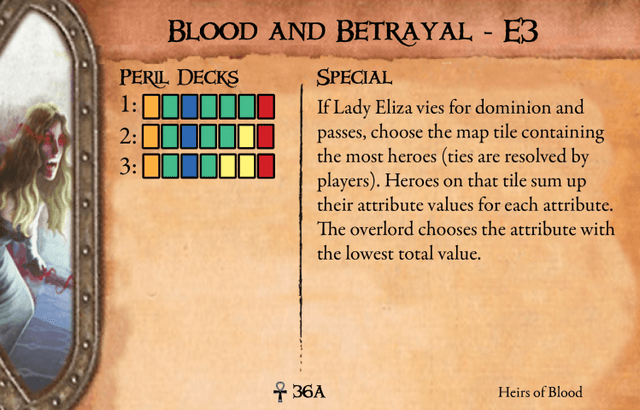 Blood and Betrayal - E3
Peril Decks
1:
2:
3:
Special
If Lady Eliza vies for dominion and
passes, choose the map tile containing
the most heroes (ties are resolved by
players). Heroes on that tile sum up
their attribute values for each attribute.
The overlord chooses the attribute with
the lowest total value.
36A
Heirs of Blood